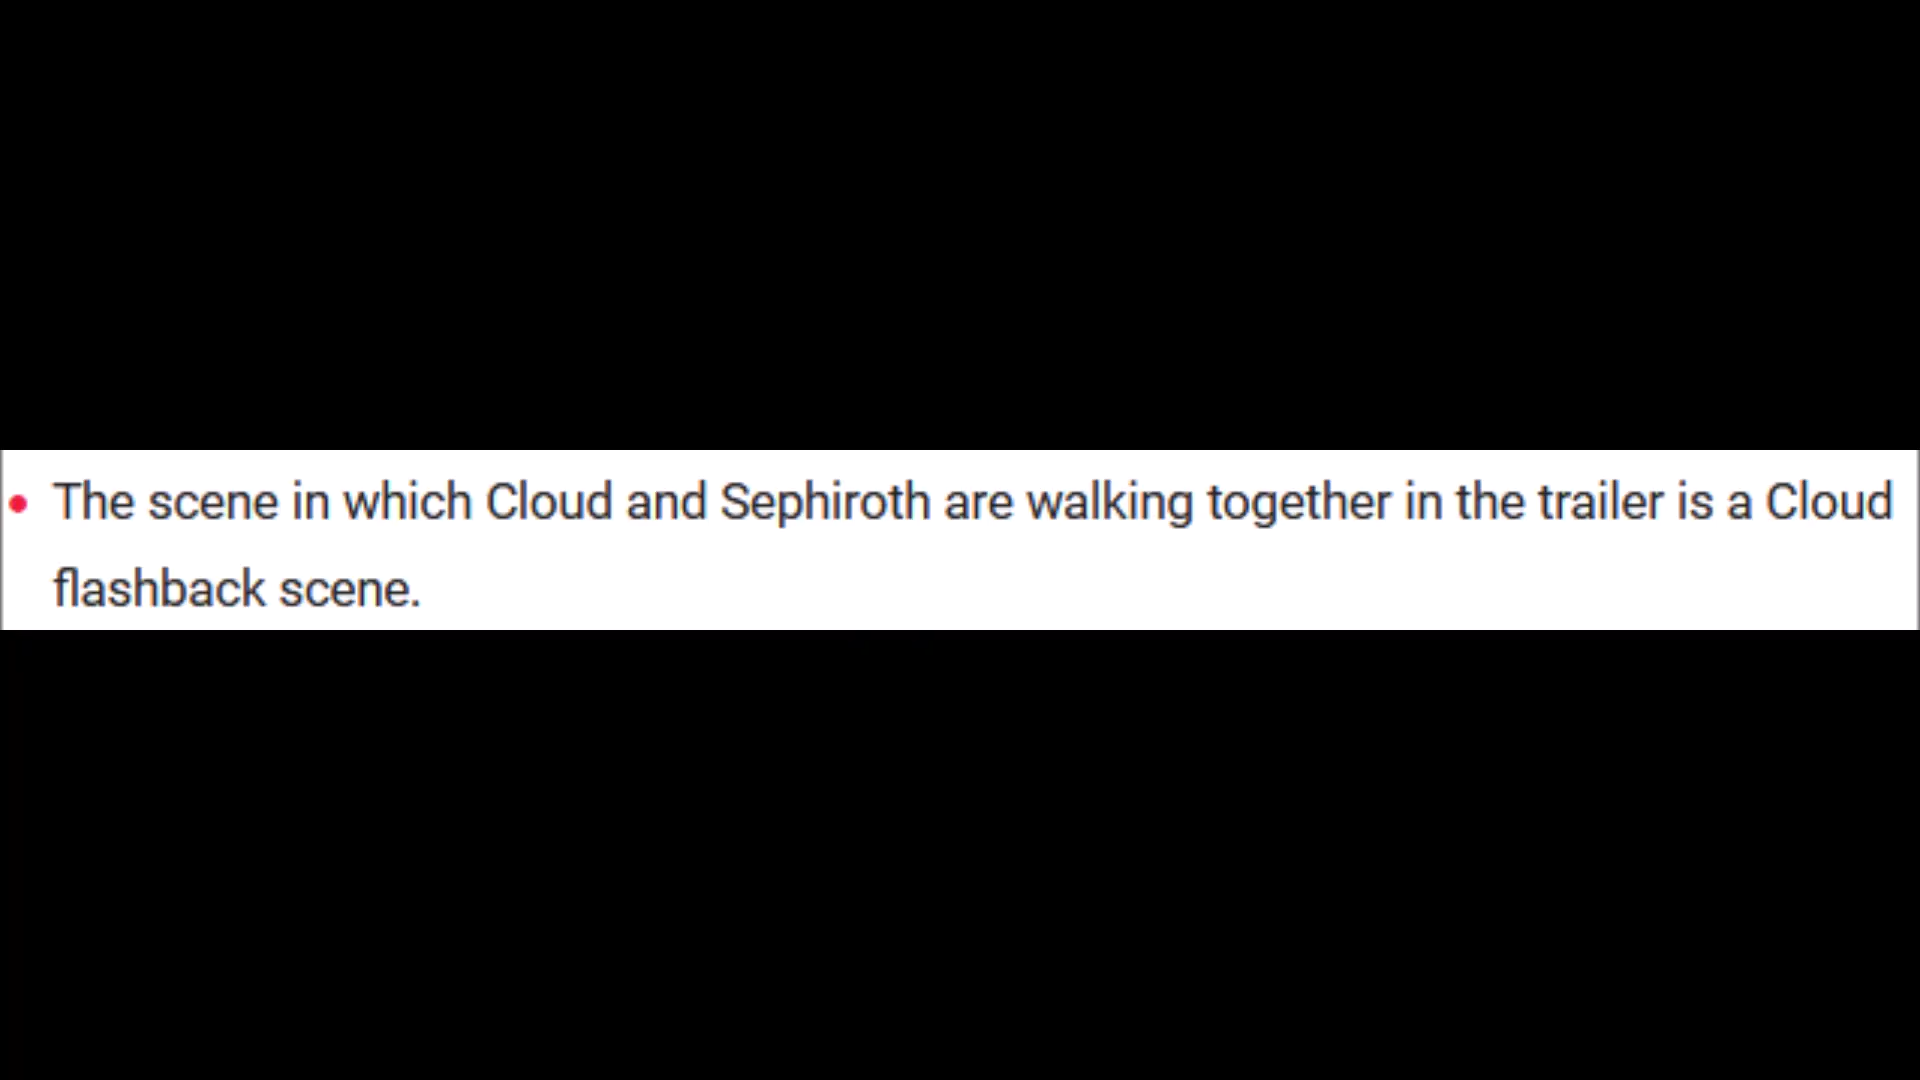 • The scene in which Cloud and Sephiroth are walking together in the trailer is a Cloud
flashback scene.